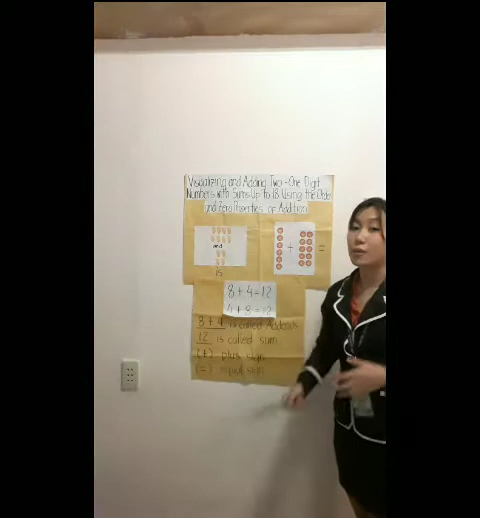 Visualizing and Adding Two-One Digit
Numbers with Sums Up to 18 Using the Order
and Zero Properties of Addition
and
is
+ =
8 + 4 = 12
4 + 8 = 12
8 + 4 is called Addends
12 is called sum
(+) plus sign
(=) equal sign